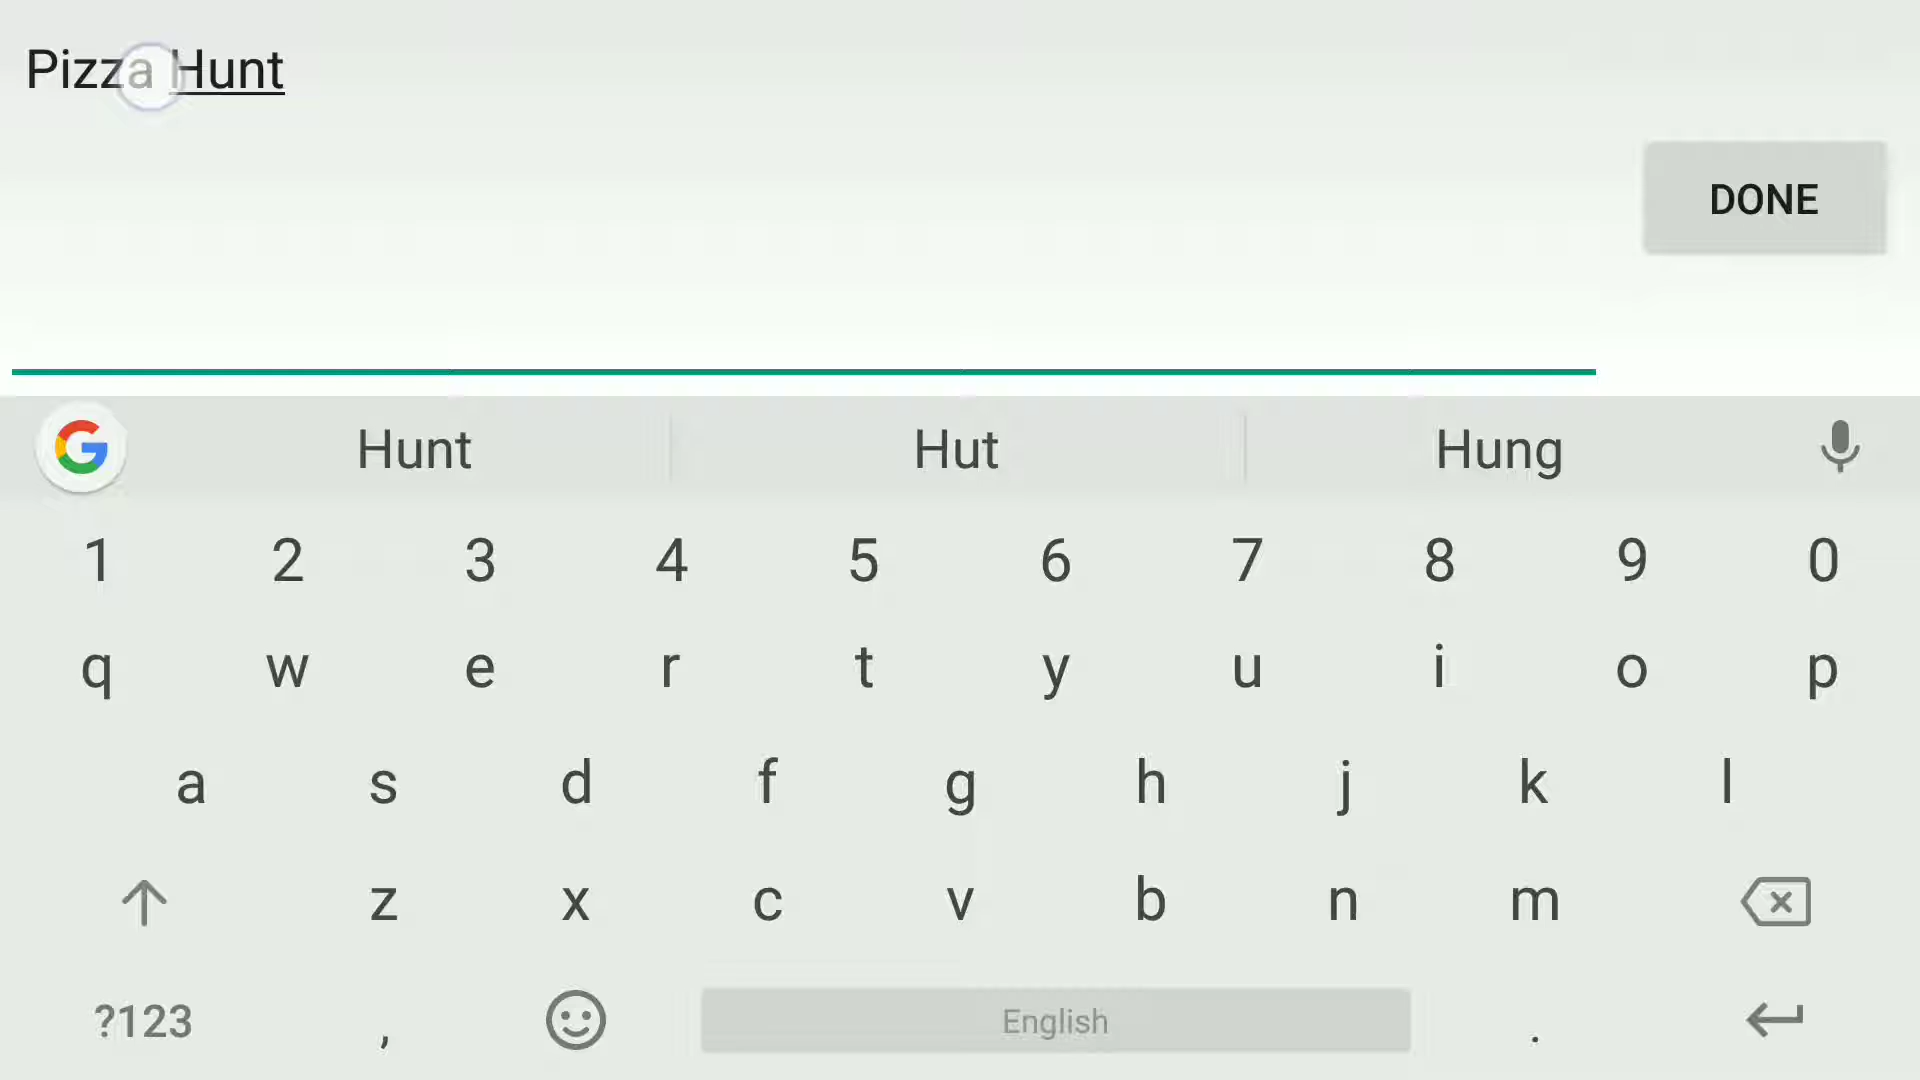 Pizza Hunt
DONE
Hunt Hut Hung
1 2 3 4 5 6 7 8 9 0
q w e r t y u i o p
a s d f g h j k l
z x c v b n m
?123 , English .